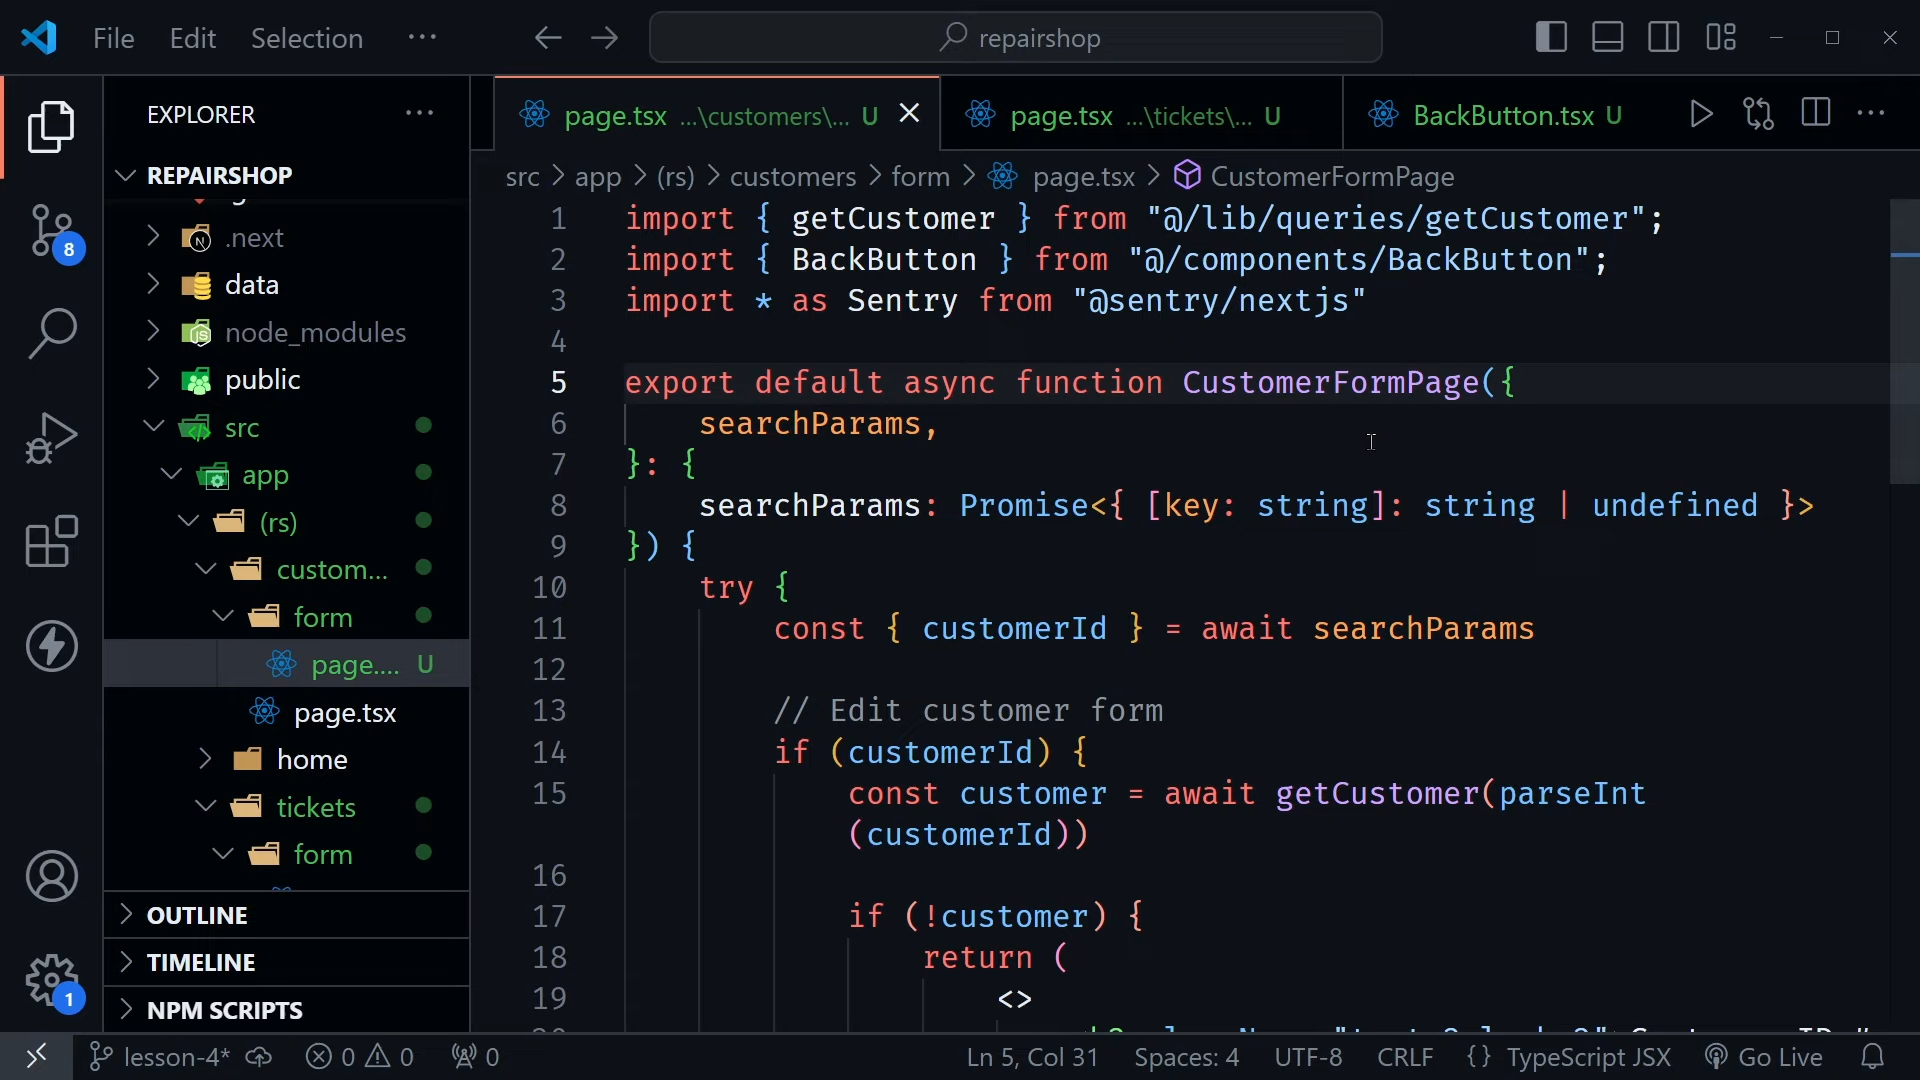 File Edit Selection ··· repairshop
EXPLORER ···
REPAIRSHOP
.next
data
node_modules
public
src
app
(rs)
custom...
form
page.... U
page.tsx
home
tickets
form
OUTLINE
TIMELINE
NPM SCRIPTS
8
1
page.tsx ...\customers\... U
page.tsx ...\tickets\... U
BackButton.tsx U
src > app > (rs) > customers > form > page.tsx > CustomerFormPage
1 import { getCustomer } from "@/lib/queries/getCustomer";
2 import { BackButton } from "@/components/BackButton";
3 import * as Sentry from "@sentry/nextjs"
4
5 export default async function CustomerFormPage({
6 searchParams,
7 }: {
8 searchParams: Promise<{ [key: string]: string | undefined }>
9 }) {
10 try {
11 const { customerId } = await searchParams
12
13 // Edit customer form
14 if (customerId) {
15 const customer = await getCustomer(parseInt
(customerId))
16
17 if (!customer) {
18 return (
19 <>
lesson-4* 0 0 0 Ln 5, Col 31 Spaces: 4 UTF-8 CRLF {} TypeScript JSX Go Live